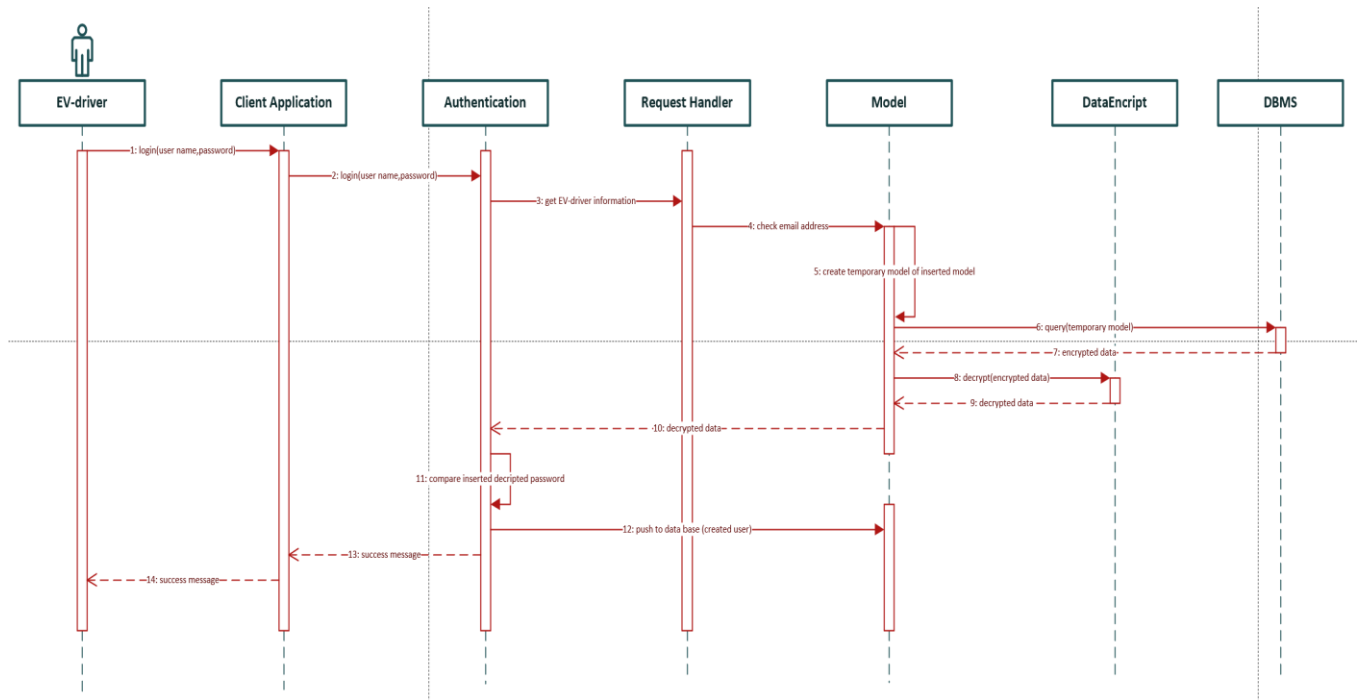 EV-driver
Client Application
Authentication
Request Handler
Model
DataEncript
DBMS
1: login(user name,password)
2: login(user name,password)
3: get EV-driver information
4: check email address
5: create temporary model of inserted model
6: query(temporary model)
7: encrypted data
8: decrypt(encrypted data)
9: decrypted data
10: decrypted data
11: compare inserted decripted password
12: push to data base (created user)
13: success message
14: success message